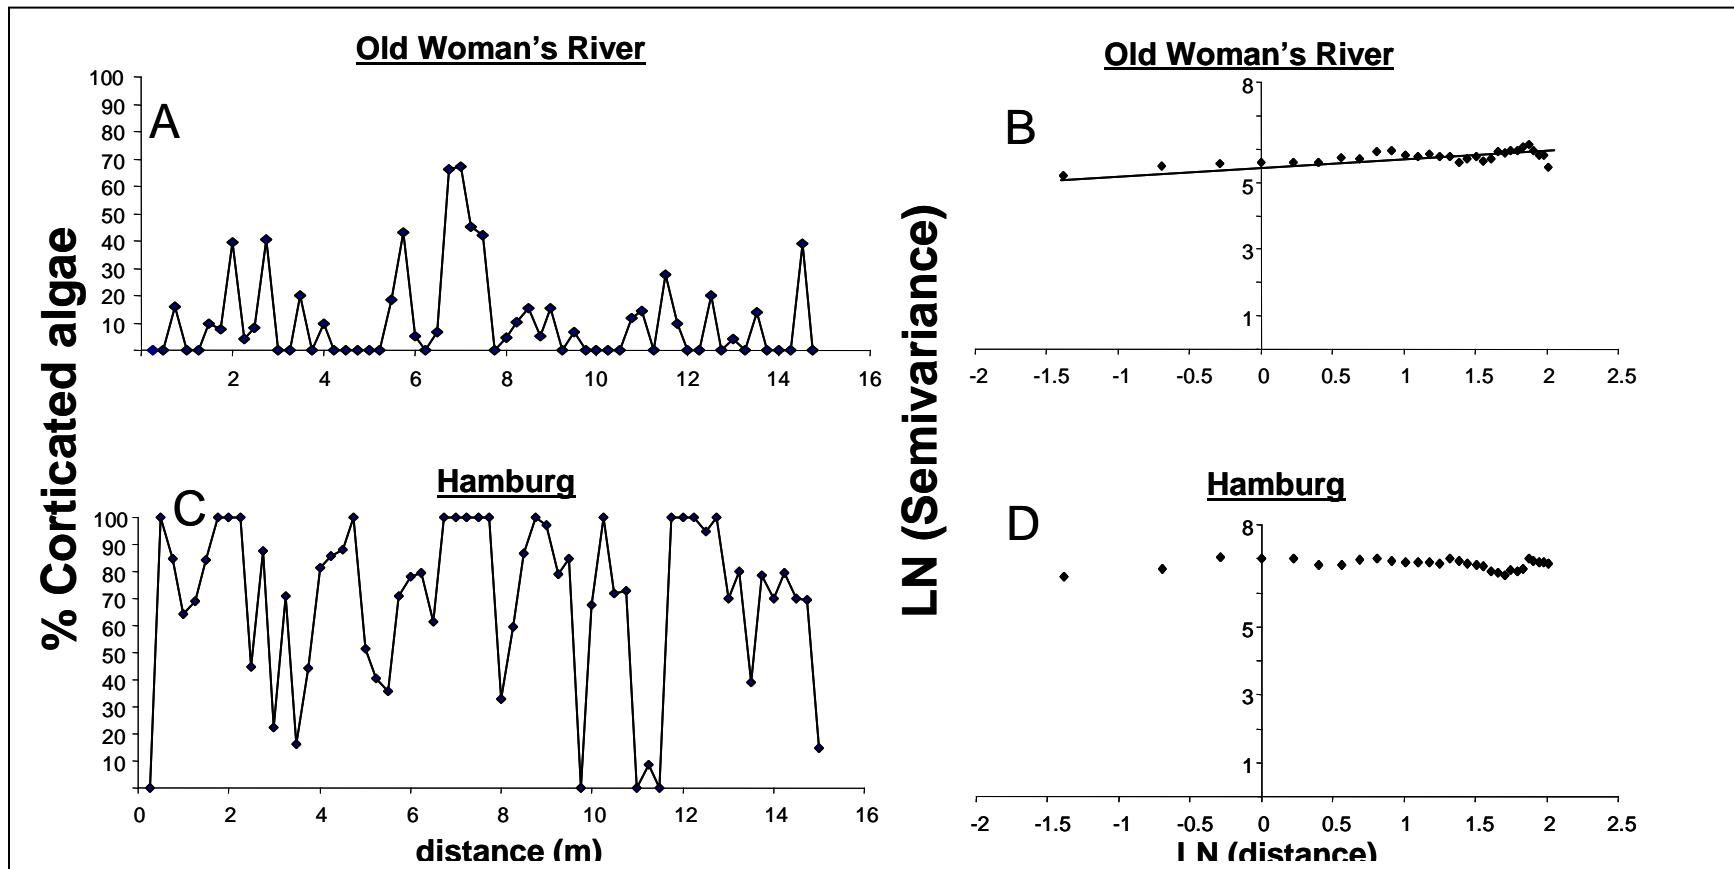 Old Woman's River
A
% Corticated algae
100
90
80
70
60
50
40
30
20
10
2 4 6 8 10 12 14 16
Old Woman's River
B
LN (Semivariance)
8
5
3
1
-2 -1.5 -1 -0.5 0 0.5 1 1.5 2 2.5
Hamburg
C
100
90
80
70
60
50
40
30
20
10
0 2 4 6 8 10 12 14 16
distance (m)
Hamburg
D
8
5
3
1
-2 -1.5 -1 -0.5 0 0.5 1 1.5 2 2.5
LN (distance)